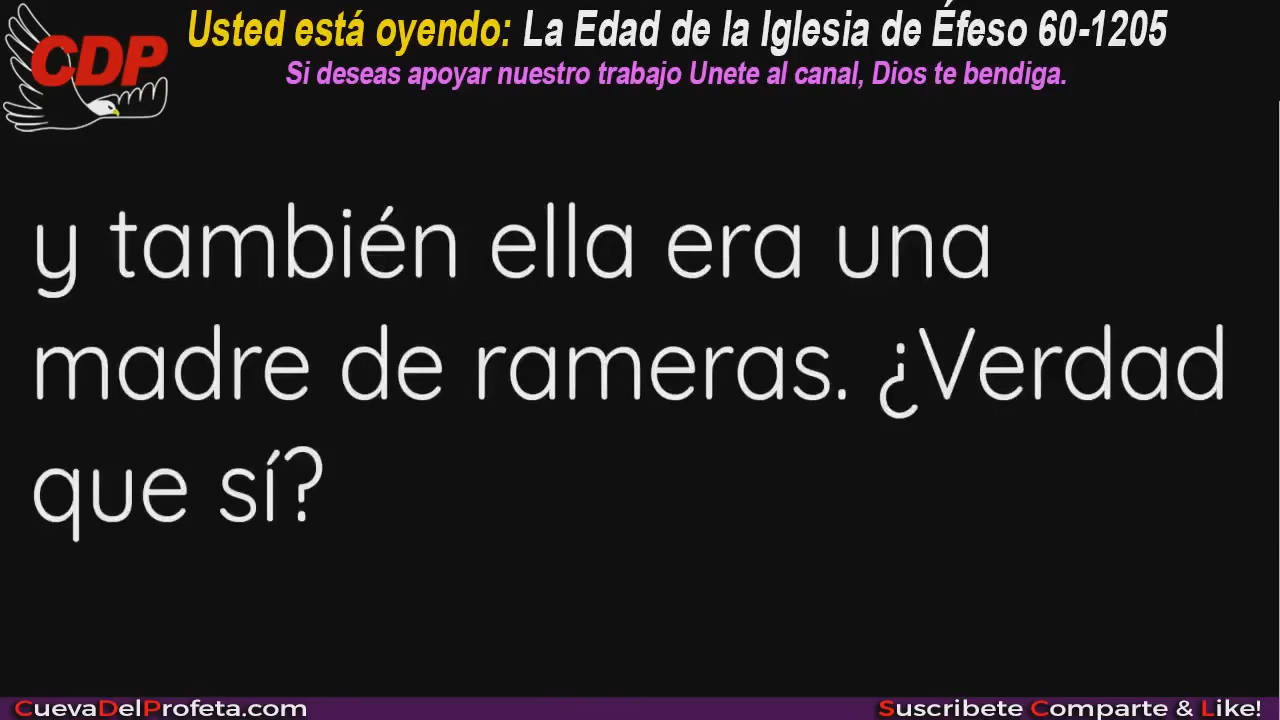 CDP
Usted está oyendo: La Edad de la Iglesia de Éfeso 60-1205
Si deseas apoyar nuestro trabajo Unete al canal, Dios te bendiga.
y también ella era una
madre de rameras. ¿Verdad
que sí?
CuevaDelProfeta.com
Suscribete Comparte & Like!